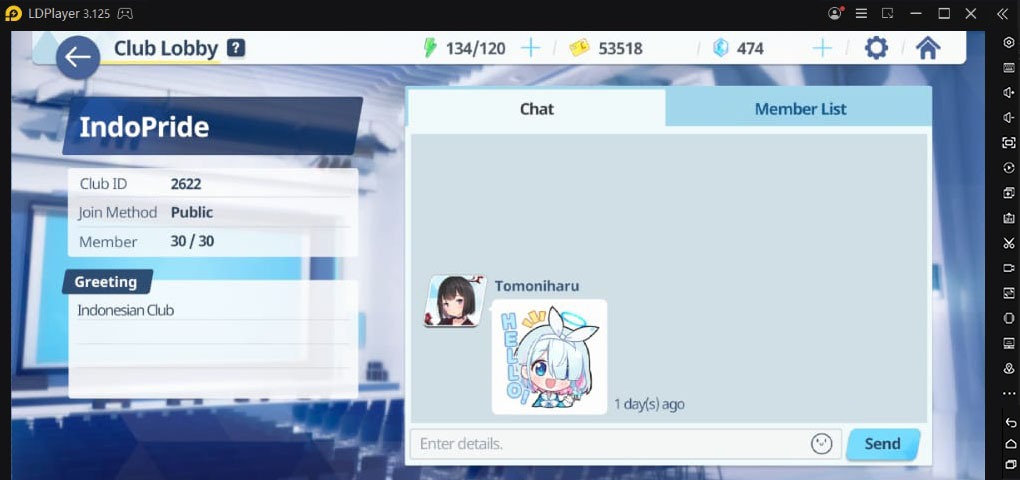 LDPlayer 3.125
Club Lobby ?
134/120
53518
474
IndoPride
Club ID 2622
Join Method Public
Member 30 / 30
Greeting
Indonesian Club
Chat
Member List
Tomoniharu
HELLO!
1 day(s) ago
Enter details.
Send